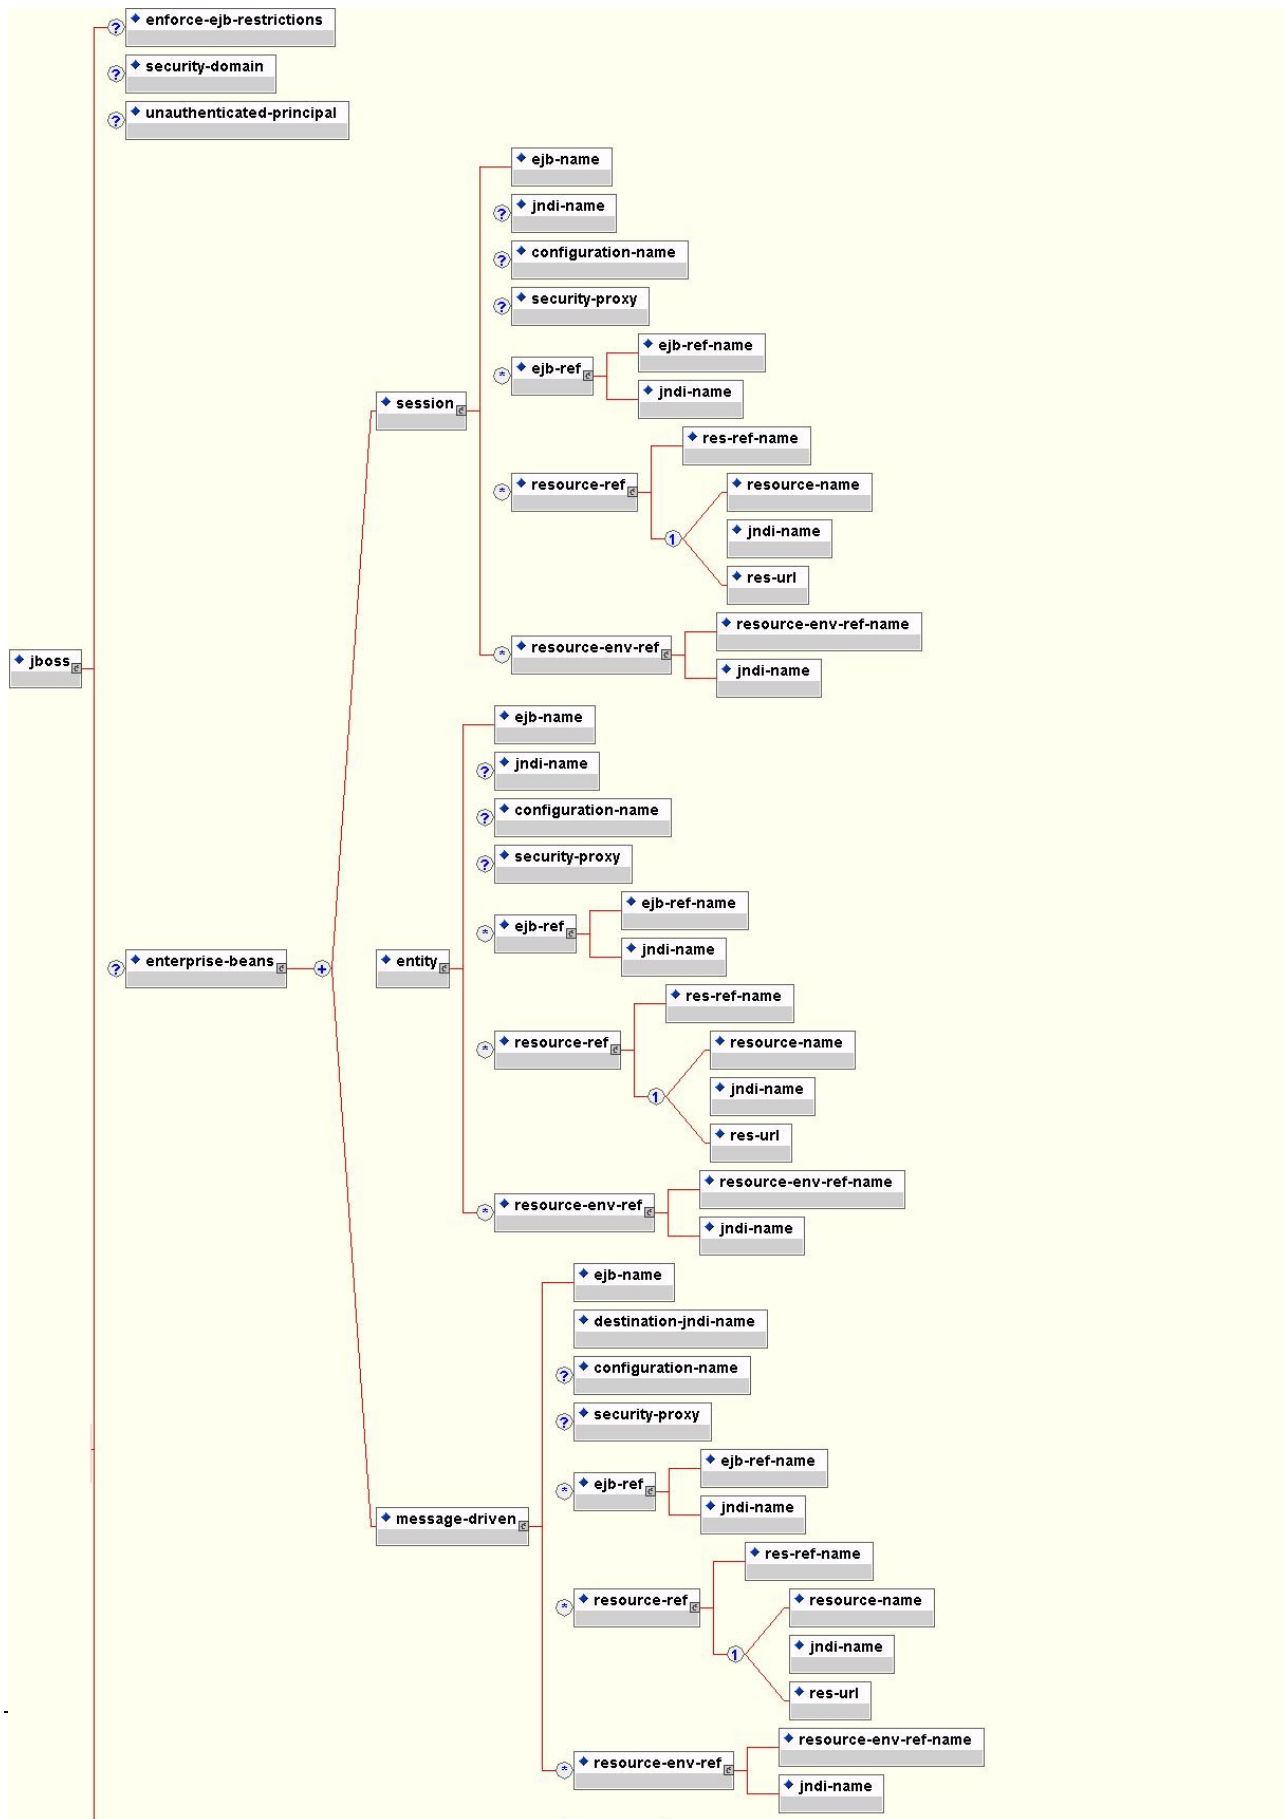 enforce-ejb-restrictions
?
security-domain
?
unauthenticated-principal
?
ejb-name
jndi-name
?
configuration-name
?
security-proxy
?
ejb-ref-name
ejb-ref
*
jndi-name
session
res-ref-name
resource-ref
*
resource-name
jndi-name
1
res-url
resource-env-ref-name
resource-env-ref
*
jndi-name
jboss
ejb-name
jndi-name
?
configuration-name
?
security-proxy
?
ejb-ref-name
ejb-ref
*
jndi-name
enterprise-beans
?
+
entity
res-ref-name
resource-ref
*
resource-name
jndi-name
1
res-url
resource-env-ref-name
resource-env-ref
*
jndi-name
ejb-name
destination-jndi-name
configuration-name
?
security-proxy
?
ejb-ref-name
ejb-ref
*
jndi-name
message-driven
res-ref-name
resource-ref
*
resource-name
jndi-name
1
res-url
resource-env-ref-name
resource-env-ref
*
jndi-name